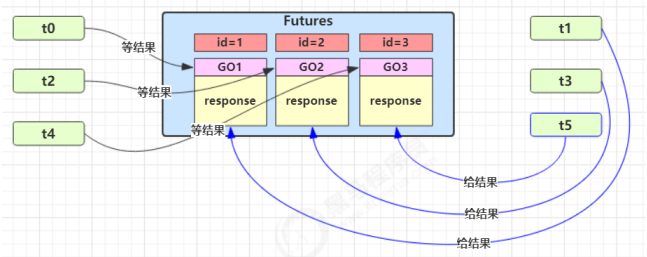 Futures
t0
t1
id=1
id=2
id=3
等结果
GO1
GO2
GO3
t2
t3
等结果
response
response
response
t4
等结果
t5
给结果
给结果
给结果